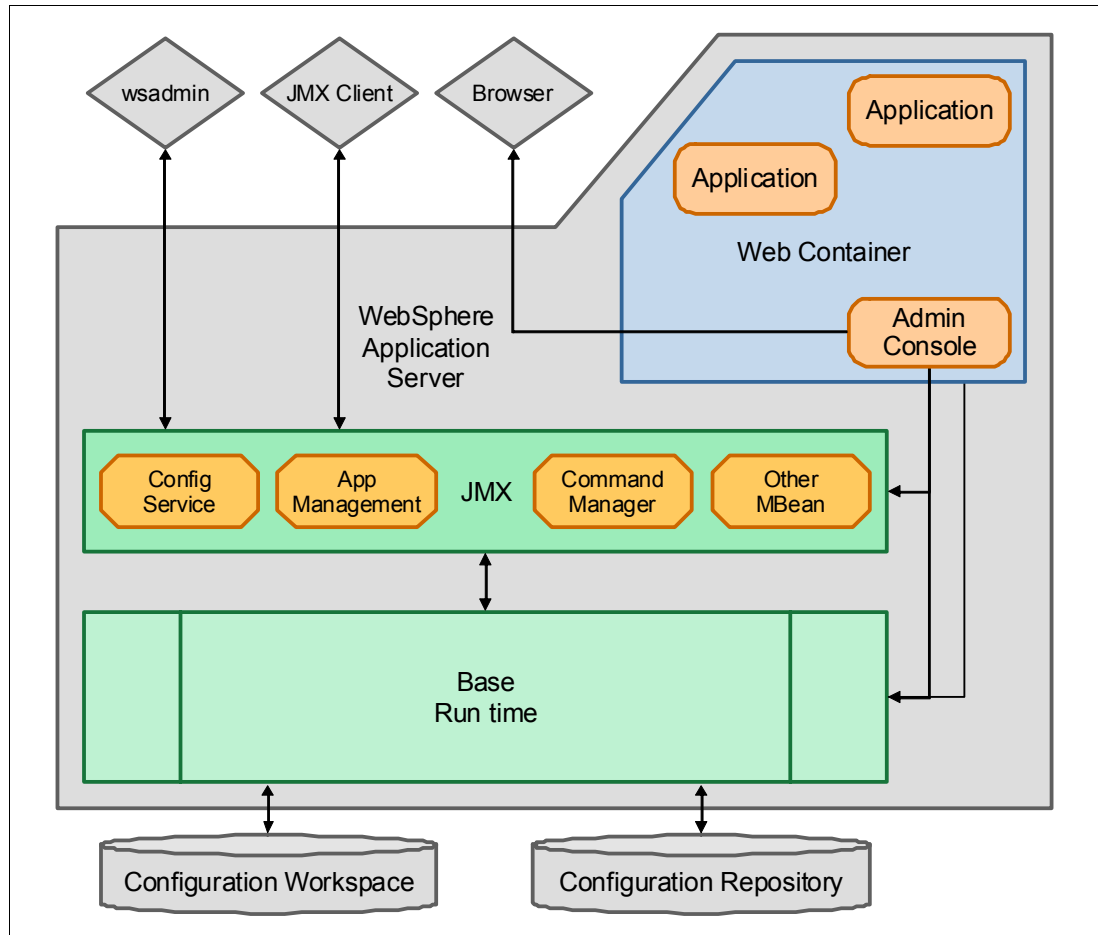 wsadmin
JMX Client
Browser
Application
Application
Web Container
Admin
Console
WebSphere
Application
Server
Config
Service
App
Management
JMX
Command
Manager
Other
MBean
Base
Run time
Configuration Workspace
Configuration Repository